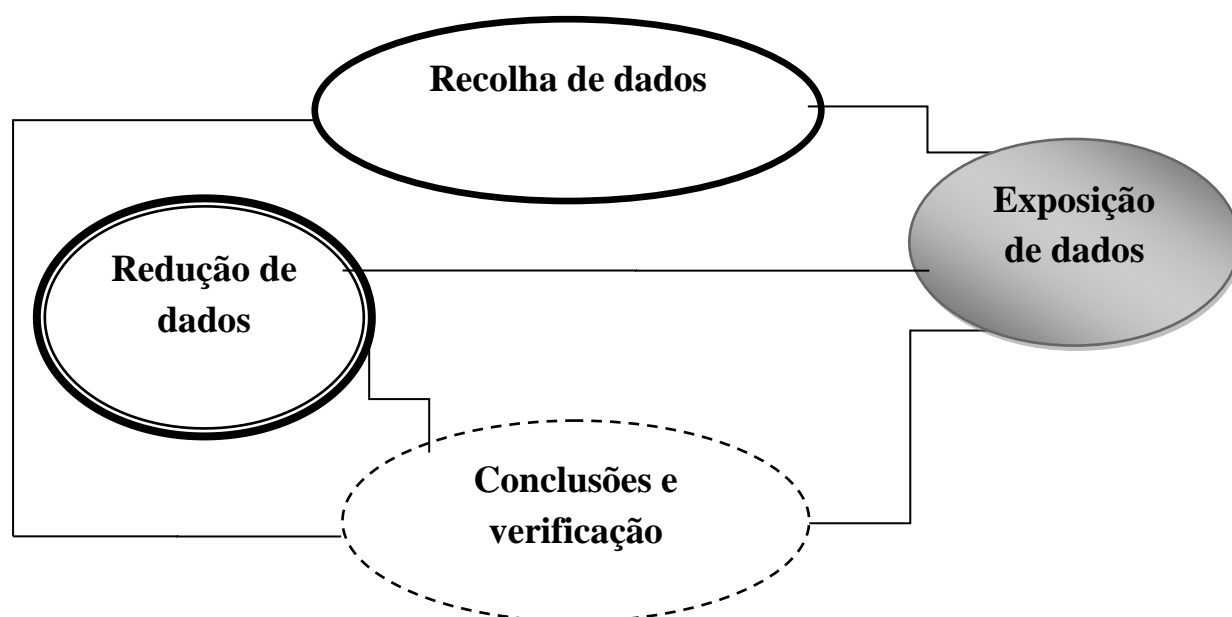 Recolha de dados
Exposição
de dados
Redução de
dados
Conclusões e
verificação